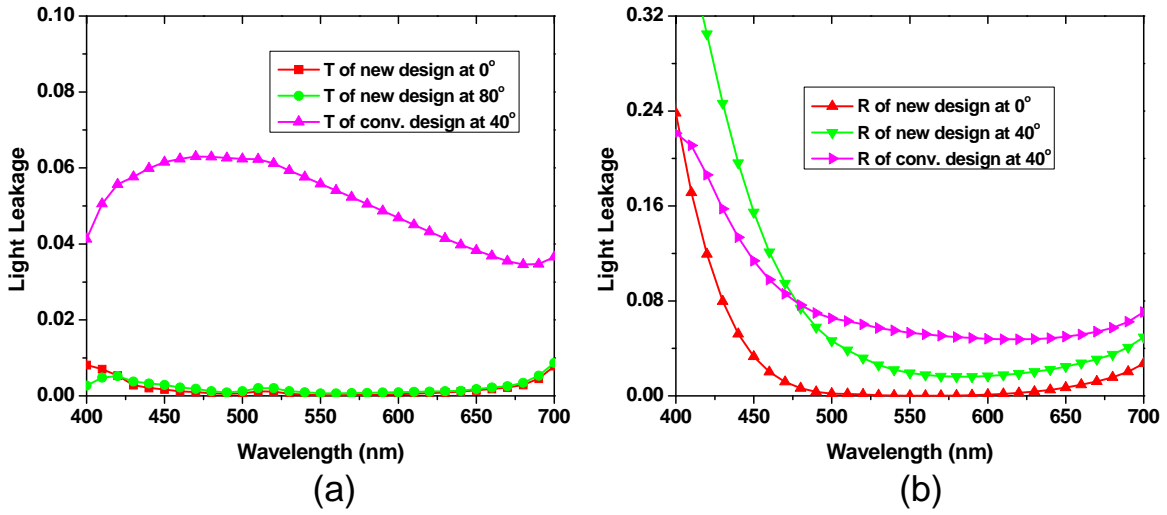 0.10
0.08
0.06
0.04
0.02
0.00
Light Leakage
T of new design at 0°
T of new design at 80°
T of conv. design at 40°
400 450 500 550 600 650 700
Wavelength (nm)
(a)
0.32
0.24
0.16
0.08
0.00
Light Leakage
R of new design at 0°
R of new design at 40°
R of conv. design at 40°
400 450 500 550 600 650 700
Wavelength (nm)
(b)